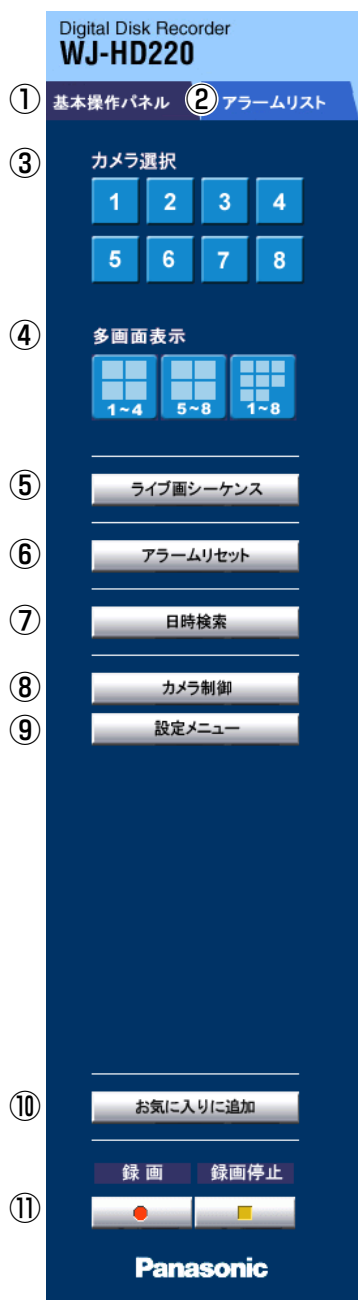 Digital Disk Recorder
WJ-HD220
① 基本操作パネル ② アラームリスト
③ カメラ選択
1 2 3 4
5 6 7 8
④ 多画面表示
1~4 5~8 1~8
⑤ ライブ画シーケンス
⑥ アラームリセット
⑦ 日時検索
⑧ カメラ制御
⑨ 設定メニュー
⑩ お気に入りに追加
録画 録画停止
⑪
Panasonic